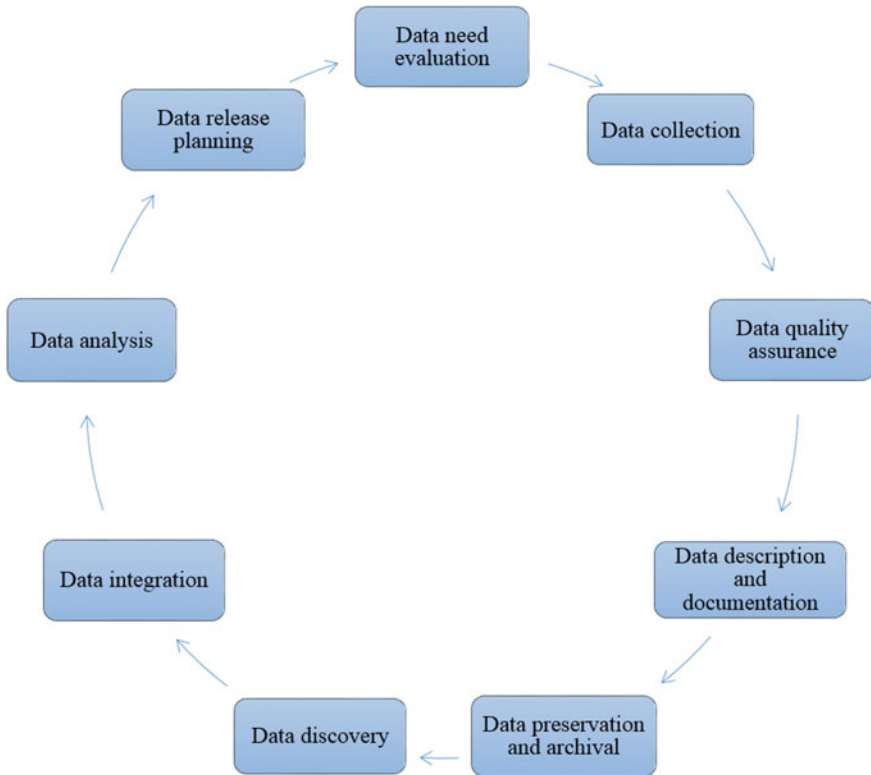 Data need
evaluation
Data collection
Data quality
assurance
Data description
and
documentation
Data preservation
and archival
Data discovery
Data integration
Data analysis
Data release
planning